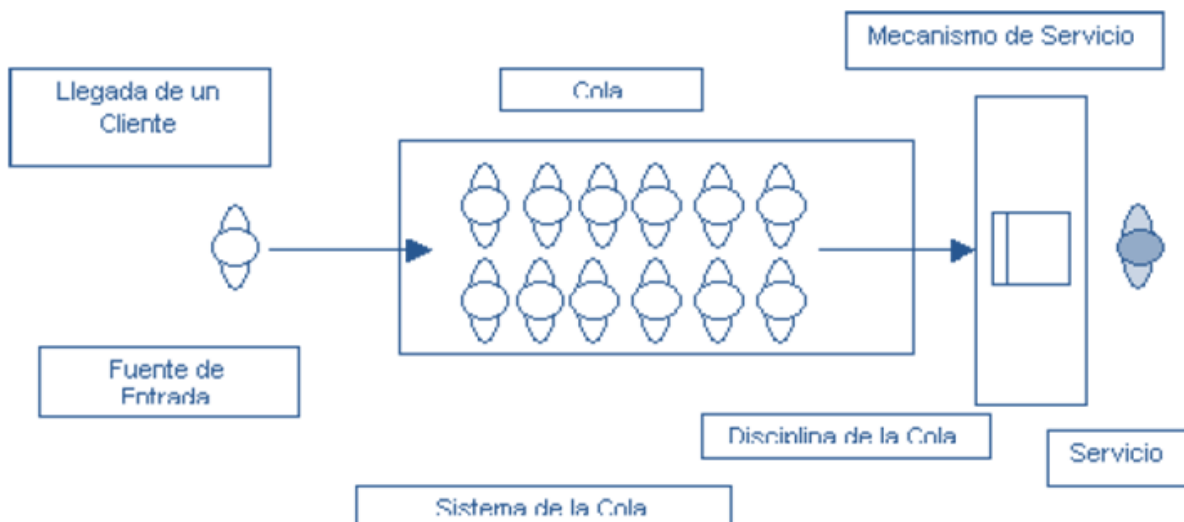 Mecanismo de Servicio
Llegada de un
Cliente
Cola
Fuente de
Entrada
Disciplina de la Cola
Servicio
Sistema de la Cola